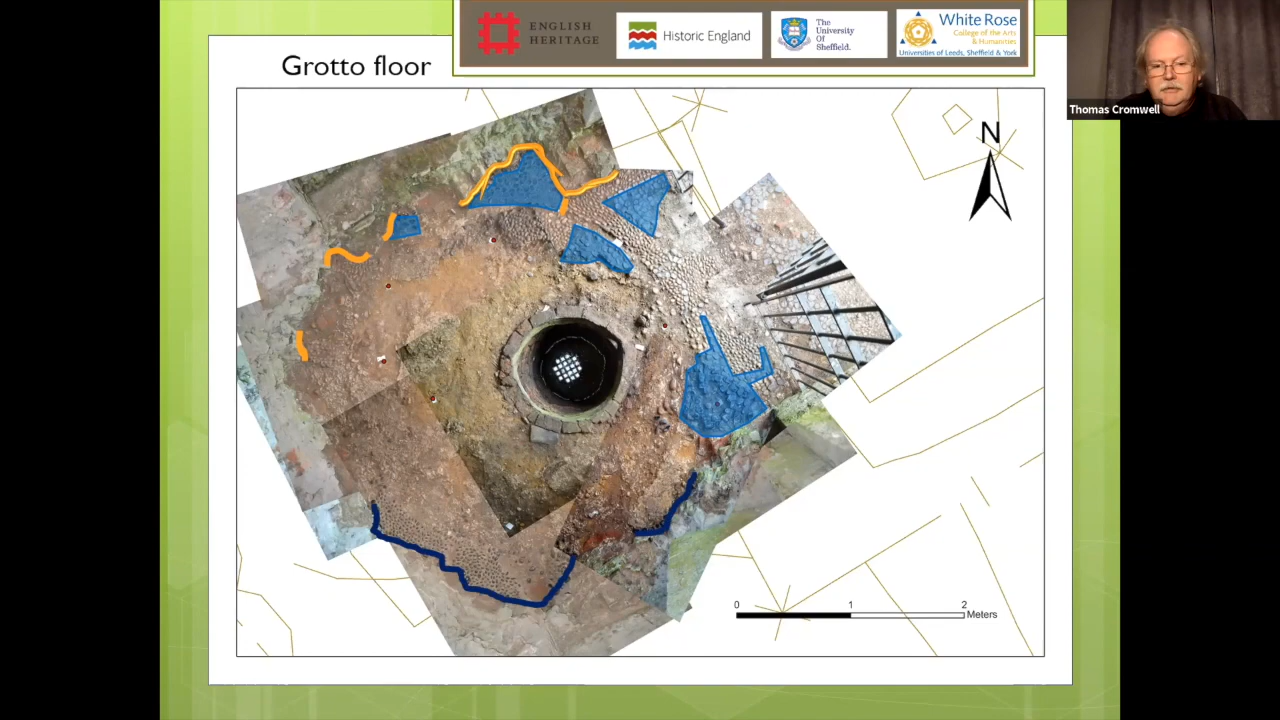 Grotto floor
ENGLISH
HERITAGE
Historic England
The
University
Of
Sheffield.
White Rose
College of the Arts
& Humanities
Universities of Leeds, Sheffield & York
Thomas Cromwell
N
0 1 2
Meters